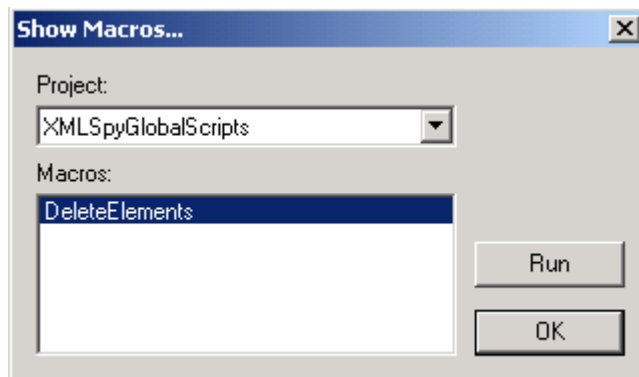 Show Macros...
Project:
XMLSpyGlobalScripts
Macros:
DeleteElements
Run
OK